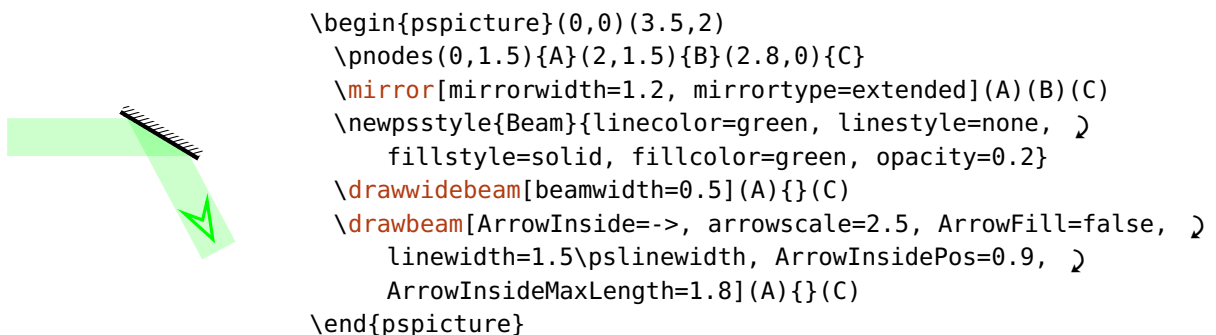 \begin{pspicture}(0,0)(3.5,2)
\pnodes(0,1.5){A}(2,1.5){B}(2.8,0){C}
\mirror[mirrorwidth=1.2, mirrortype=extended](A)(B)(C)
\newpsstyle{Beam}{linecolor=green, linestyle=none,
fillstyle=solid, fillcolor=green, opacity=0.2}
\drawwidebeam[beamwidth=0.5](A){}(C)
\drawbeam[ArrowInside=->, arrowscale=2.5, ArrowFill=false,
linewidth=1.5\pslinewidth, ArrowInsidePos=0.9,
ArrowInsideMaxLength=1.8](A){}(C)
\end{pspicture}